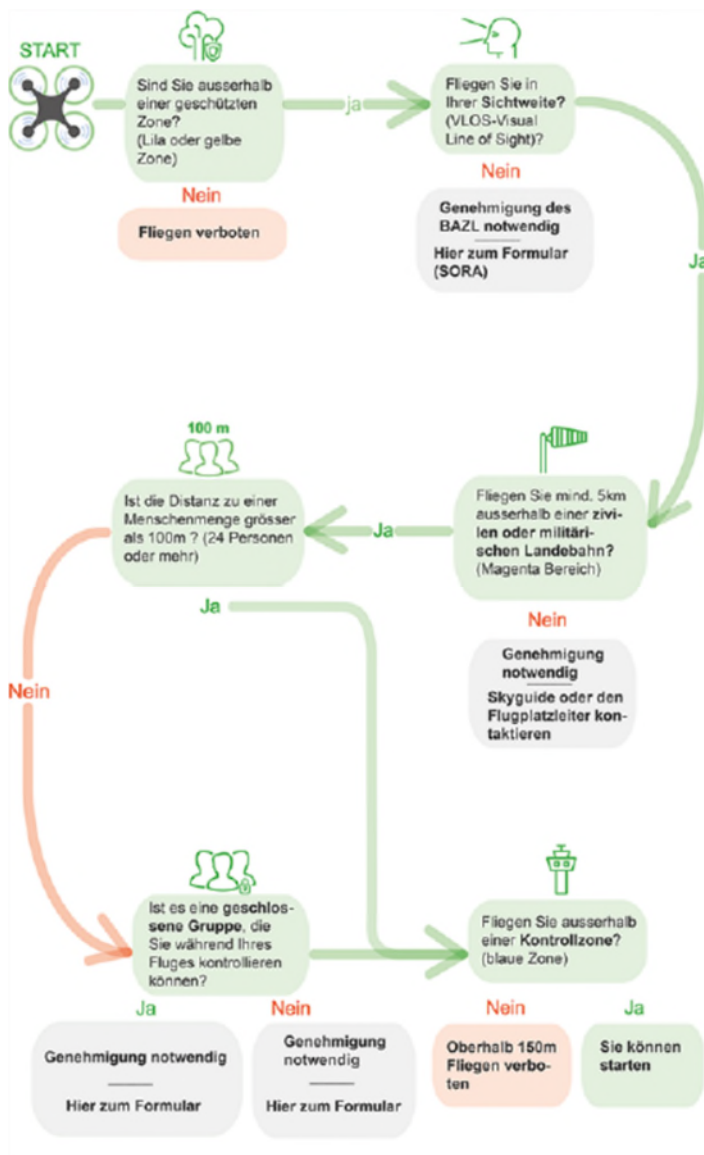 START
Sind Sie ausserhalb
einer geschützten
Zone?
(Lila oder gelbe
Zone)
ja
Fliegen Sie in
Ihrer Sichtweite?
(VLOS-Visual
Line of Sight)?
Nein
Fliegen verboten
Nein
Genehmigung des
BAZL notwendig
Hier zum Formular
(SORA)
Ja
100 m
Ist die Distanz zu einer
Menschenmenge grösser
als 100m ? (24 Personen
oder mehr)
Ja
Fliegen Sie mind. 5km
ausserhalb einer zivi-
len oder militäri-
schen Landebahn?
(Magenta Bereich)
Ja
Nein
Genehmigung
notwendig
Skyguide oder den
Flugplatzleiter kon-
taktieren
Nein
Ist es eine geschlos-
sene Gruppe, die
Sie während Ihres
Fluges kontrollieren
können?
Fliegen Sie ausserhalb
einer Kontrollzone?
(blaue Zone)
Ja
Genehmigung notwendig
Hier zum Formular
Nein
Genehmigung
notwendig
Hier zum Formular
Nein
Oberhalb 150m
Fliegen verbo-
ten
Ja
Sie können
starten